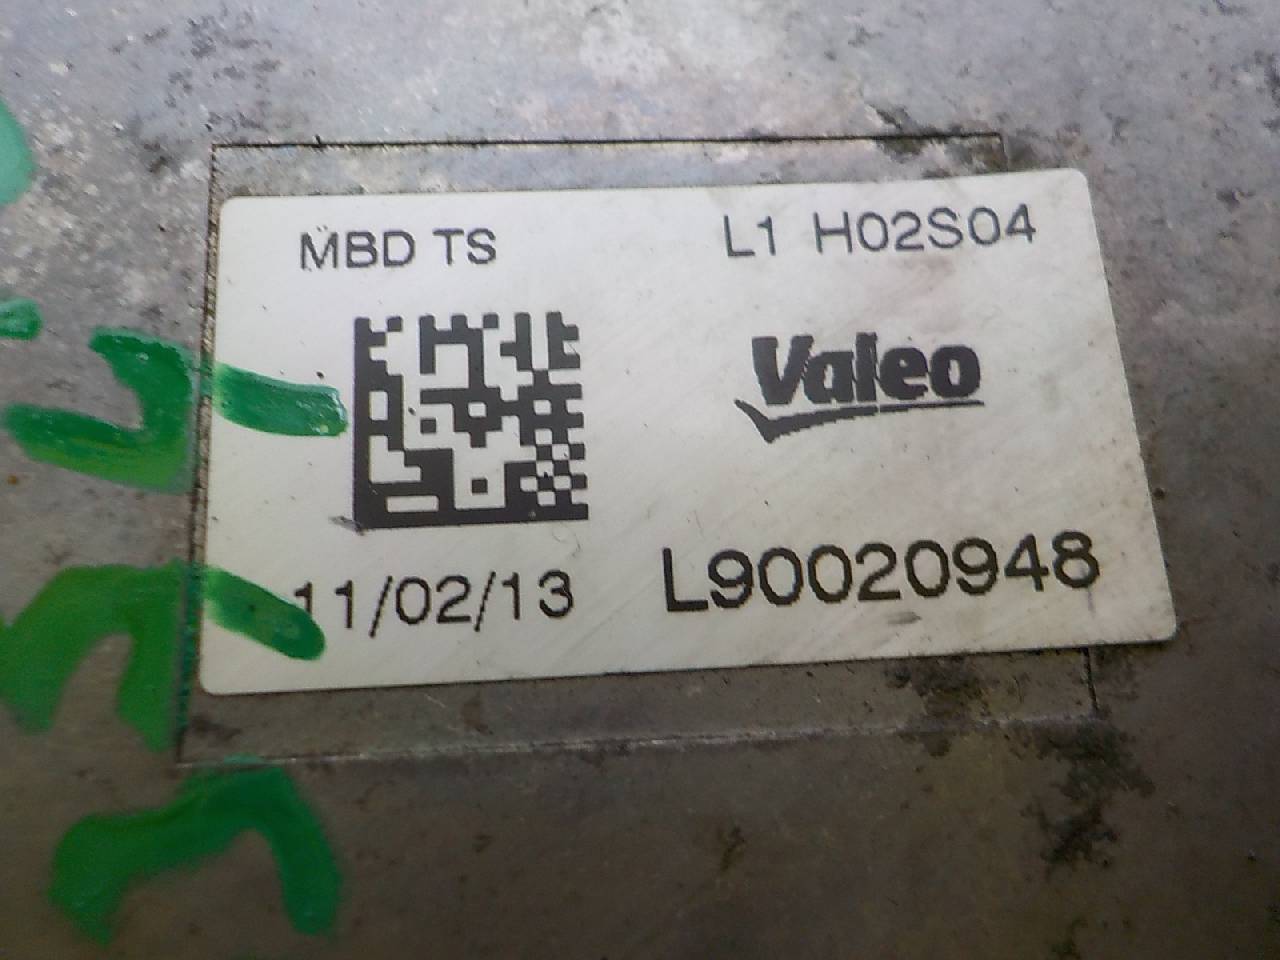 MBD TS
L1 H02S04
Valeo
11/02/13
L90020948